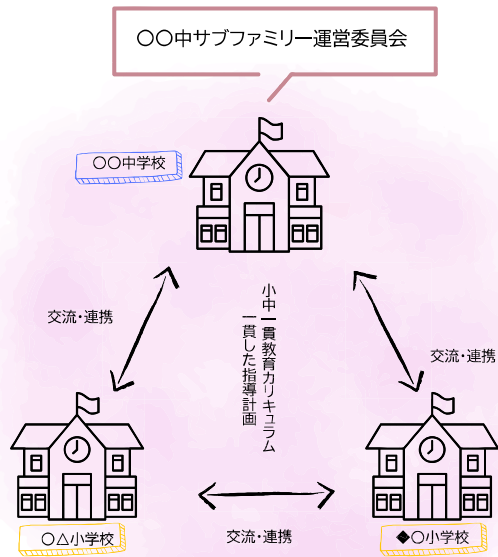 〇〇中サブファミリー運営委員会
〇〇中学校
交流・連携
小中一貫教育カリキュラム
一貫した指導計画
交流・連携
〇△小学校
交流・連携
◆〇小学校